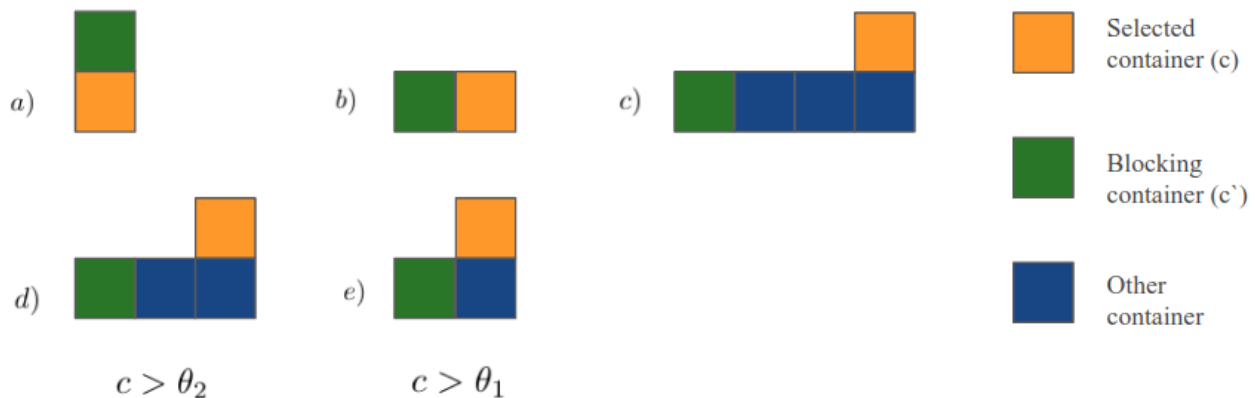 a)
b)
c)
Selected
container (c)
Blocking
container (c`)
d)
e)
Other
container
c > θ₂
c > θ₁